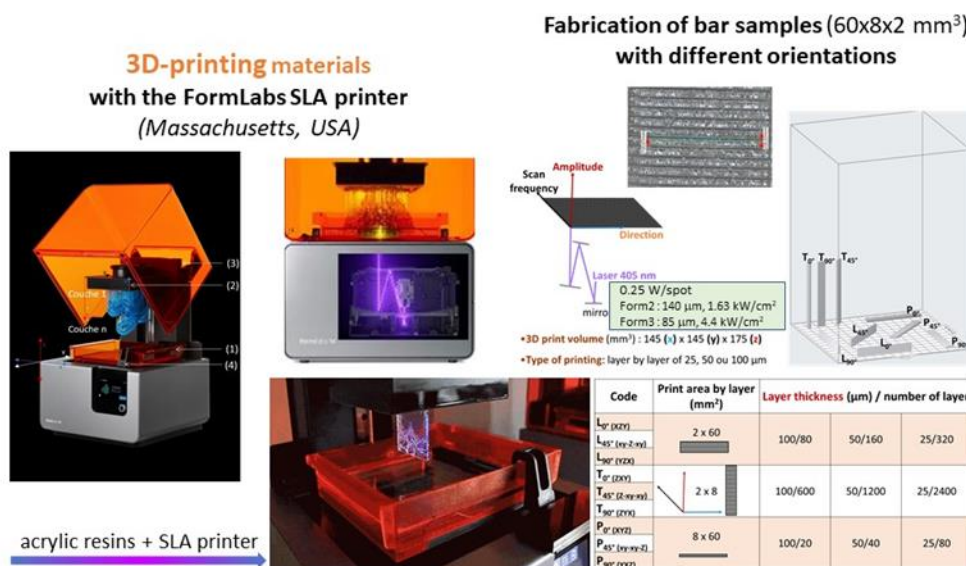 3D-printing materials
with the FormLabs SLA printer
(Massachusetts, USA)
Couche 1
Couche n
(3)
(2)
(1)
(4)
acrylic resins + SLA printer
Fabrication of bar samples (60x8x2 mm³)
with different orientations
Scan
frequency
Amplitude
Direction
Laser 405 nm
mirro
0.25 W/spot
Form2 : 140 µm, 1.63 kW/cm²
Form3 : 85 µm, 4.4 kW/cm²
•3D print volume (mm³) : 145 (x) x 145 (y) x 175 (z)
•Type of printing: layer by layer of 25, 50 ou 100 µm
T0° T90° T45°
P0°
P45°
P90°
L45°
L0°
L90°
Code
Print area by layer
(mm²)
Layer thickness (µm) / number of layer
L0° (XZY)
L45° (xy-Z-xy)
L90° (YZX)
2 x 60
100/80
50/160
25/320
T0° (ZXY)
T45° (Z-xy-xy)
T90° (ZYX)
2 x 8
100/600
50/1200
25/2400
P0° (XYZ)
P45° (xy-xy-Z)
P90° (YXZ)
8 x 60
100/20
50/40
25/80